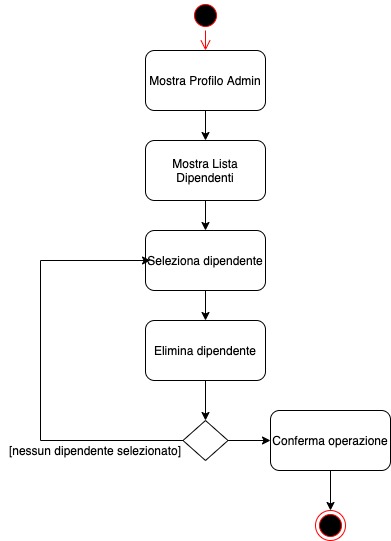 Mostra Profilo Admin
Mostra Lista
Dipendenti
Seleziona dipendente
Elimina dipendente
[nessun dipendente selezionato]
Conferma operazione